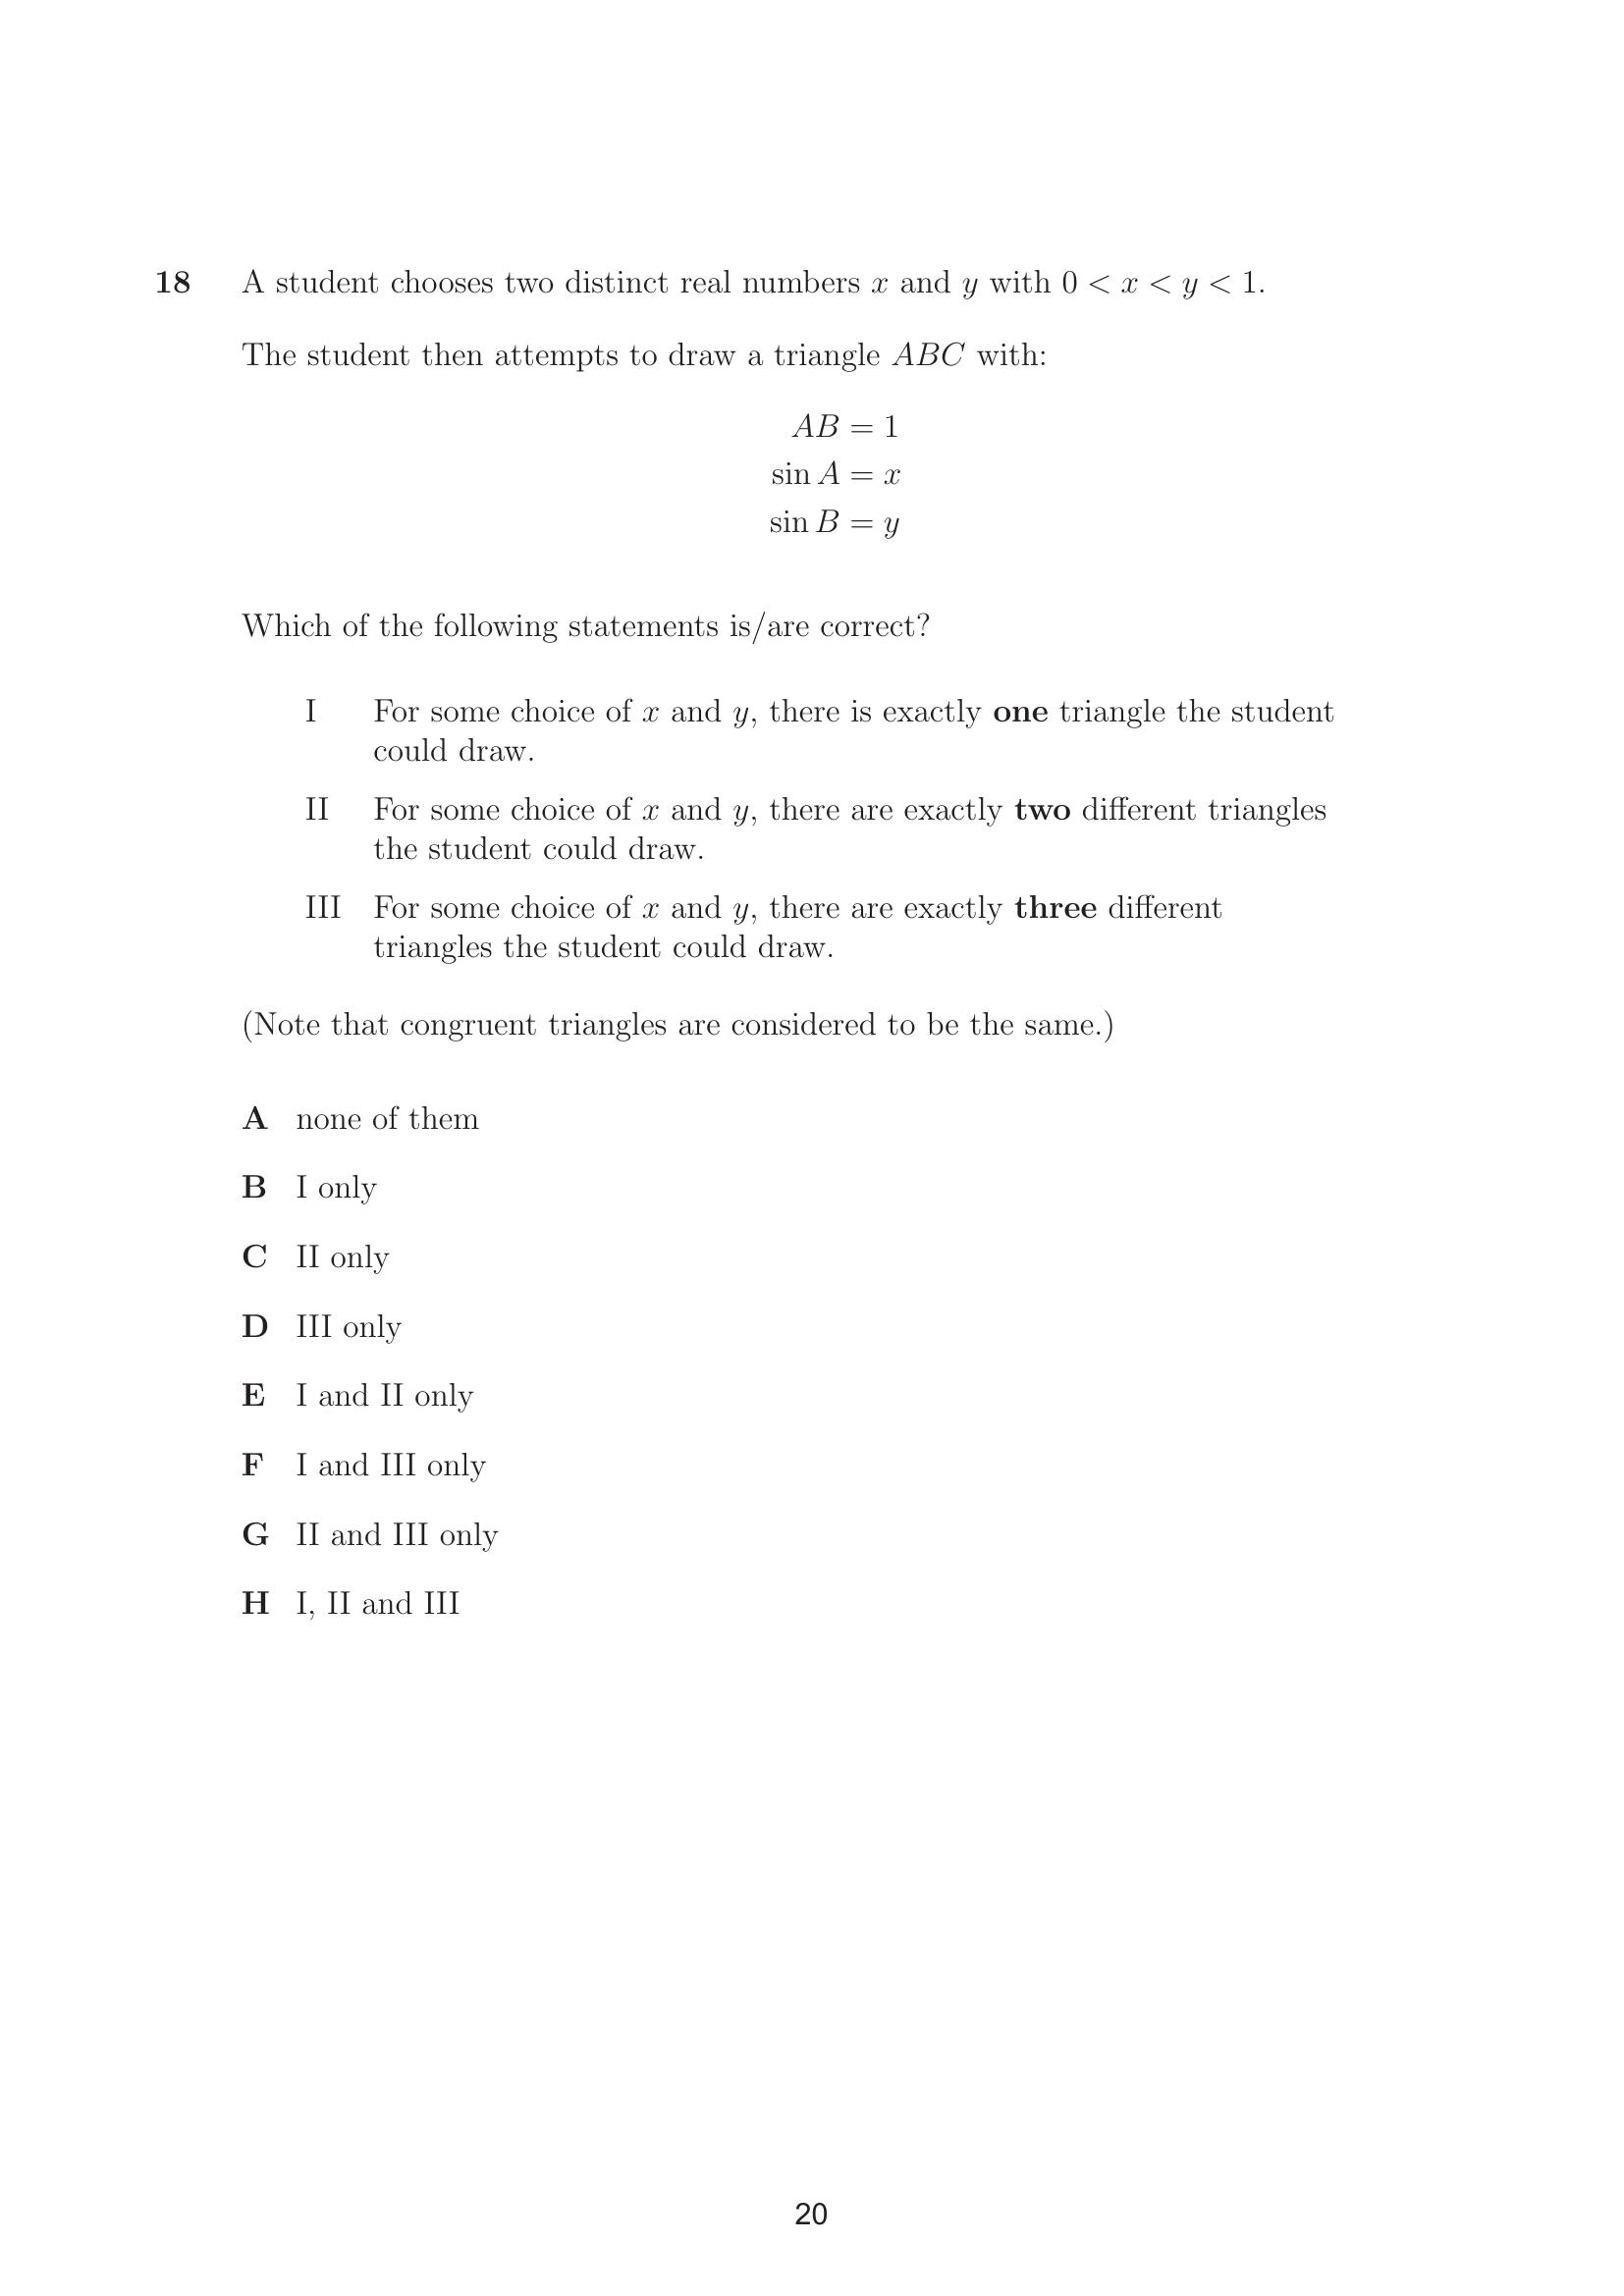 18 A student chooses two distinct real numbers x and y with 0 < x < y < 1.
The student then attempts to draw a triangle ABC with:
AB = 1
sin A = x
sin B = y
Which of the following statements is/are correct?
I For some choice of x and y, there is exactly one triangle the student
could draw.
II For some choice of x and y, there are exactly two different triangles
the student could draw.
III For some choice of x and y, there are exactly three different
triangles the student could draw.
(Note that congruent triangles are considered to be the same.)
A none of them
B I only
C II only
D III only
E I and II only
F I and III only
G II and III only
H I, II and III
20